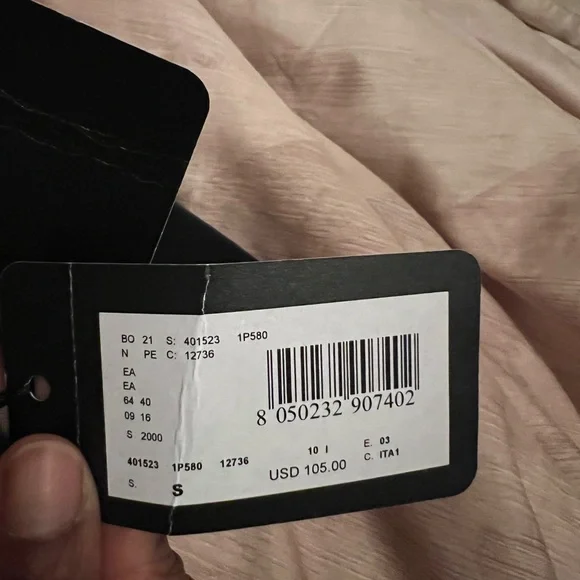 BO 21 S: 401523 1P580
N PE C: 12736
EA
EA
64 40
09 16
S 2000
8 050232 907402
401523 1P580 12736
10 I
E. 03
USD 105.00
C. ITA1
S. S